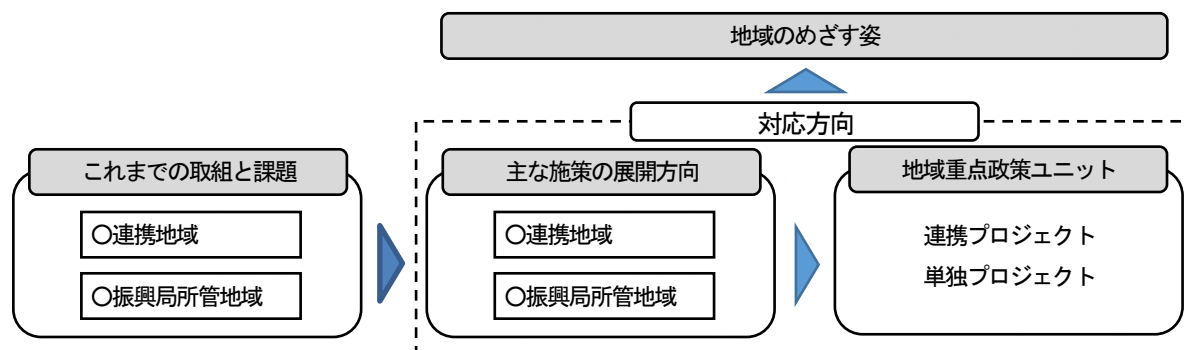 地域のめざす姿
対応方向
これまでの取組と課題
〇連携地域
〇振興局所管地域
主な施策の展開方向
〇連携地域
〇振興局所管地域
地域重点政策ユニット
連携プロジェクト
単独プロジェクト